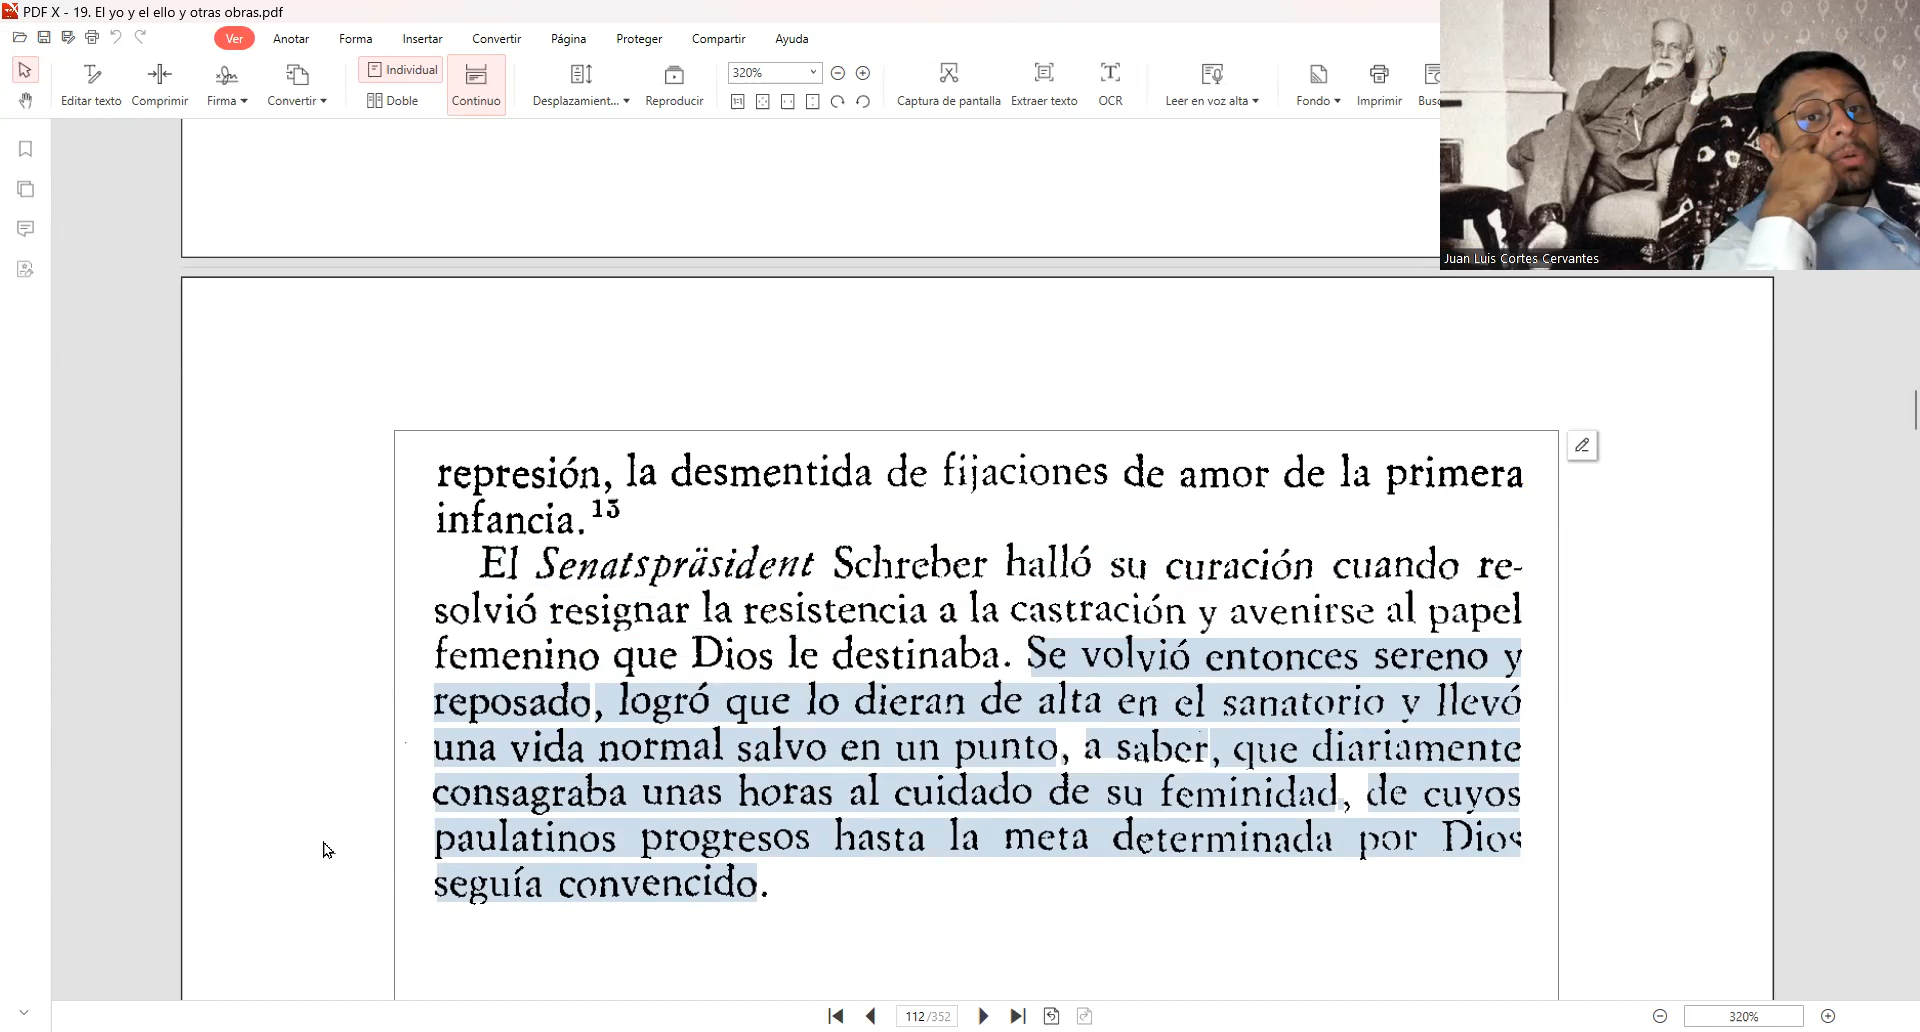 PDF X - 19. El yo y el ello y otras obras.pdf
Ver
Anotar
Forma
Insertar
Convertir
Página
Proteger
Compartir
Ayuda
Editar texto
Comprimir
Firma
Convertir
Individual
Doble
Continuo
Desplazamient...
Reproducir
320%
Captura de pantalla
Extraer texto
OCR
Leer en voz alta
Fondo
Imprimir
Busc
Juan Luis Cortes Cervantes
represión, la desmentida de fijaciones de amor de la primera
infancia.¹³
El Senatspräsident Schreber halló su curación cuando re-
solvió resignar la resistencia a la castración y avenirse al papel
femenino que Dios le destinaba. Se volvió entonces sereno y
reposado, logró que lo dieran de alta en el sanatorio y llevó
una vida normal salvo en un punto, a saber, que diariamente
consagraba unas horas al cuidado de su feminidad, de cuyos
paulatinos progresos hasta la meta determinada por Dios
seguía convencido.
112/352
320%